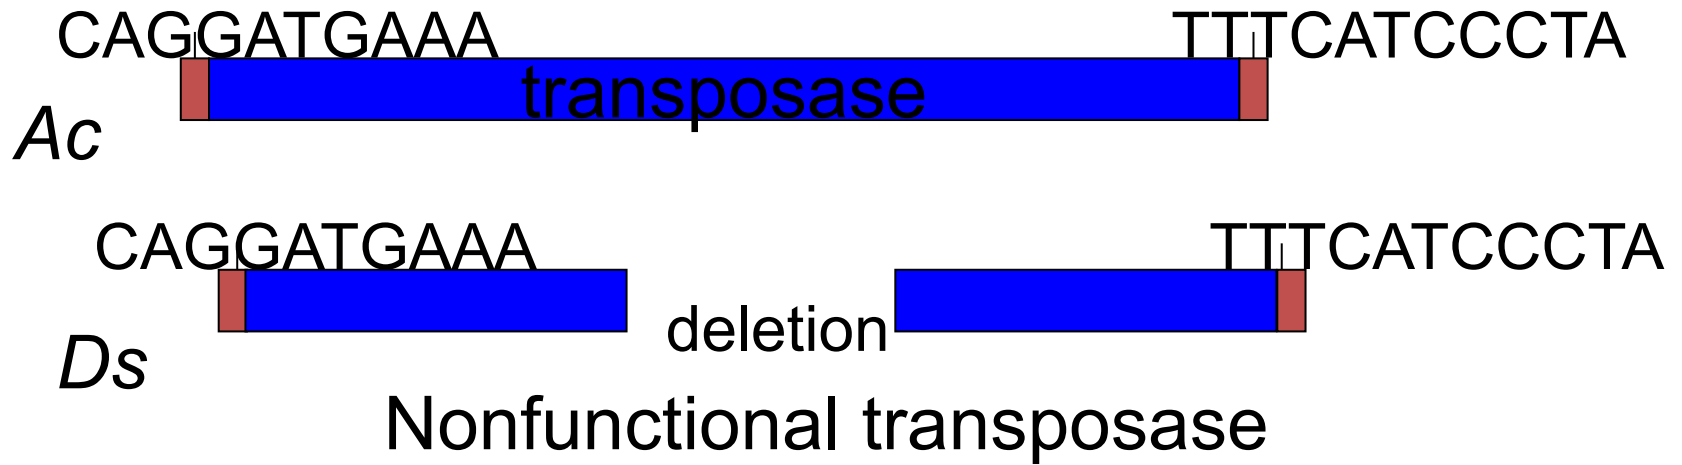 CAGGATGAAA TTTCATCCCTA
transposase
Ac
CAGGATGAAA TTTCATCCCTA
deletion
Ds
Nonfunctional transposase